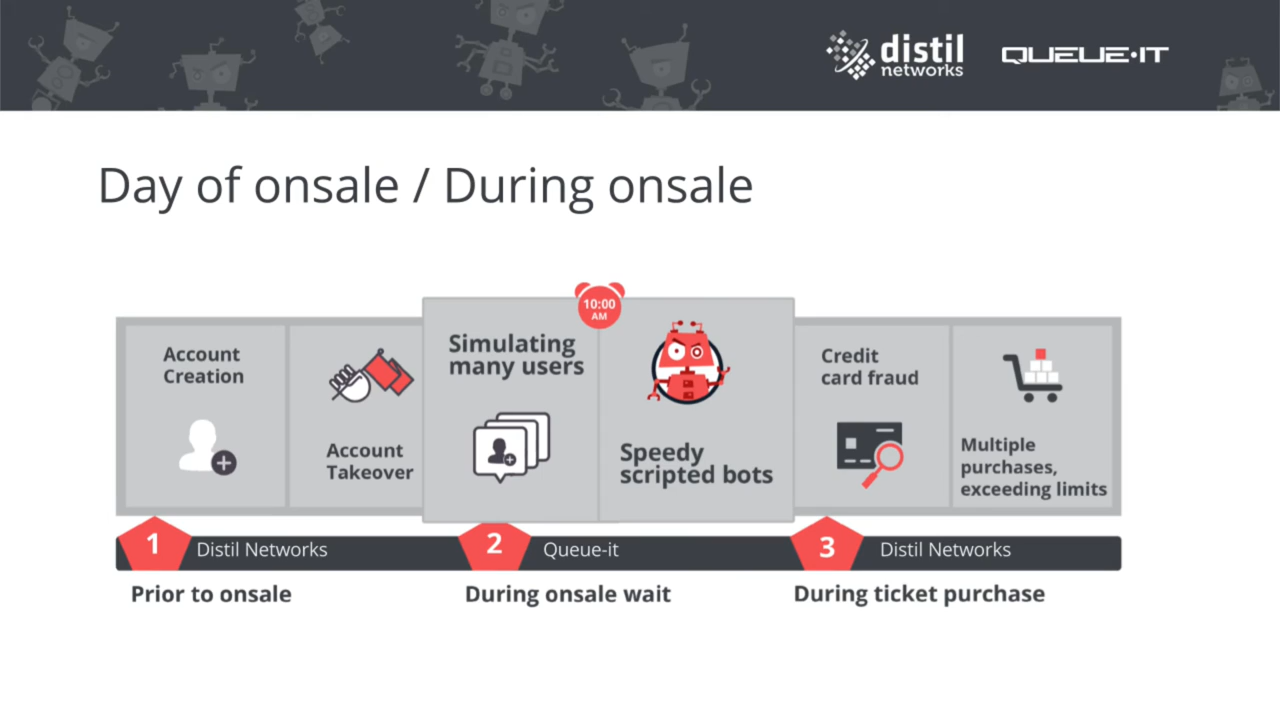 distil
networks
QUEUE•IT
Day of onsale / During onsale
10:00
AM
Account
Creation
Account
Takeover
Simulating
many users
Speedy
scripted bots
Credit
card fraud
Multiple
purchases,
exceeding limits
1
Distil Networks
2
Queue-it
3
Distil Networks
Prior to onsale
During onsale wait
During ticket purchase